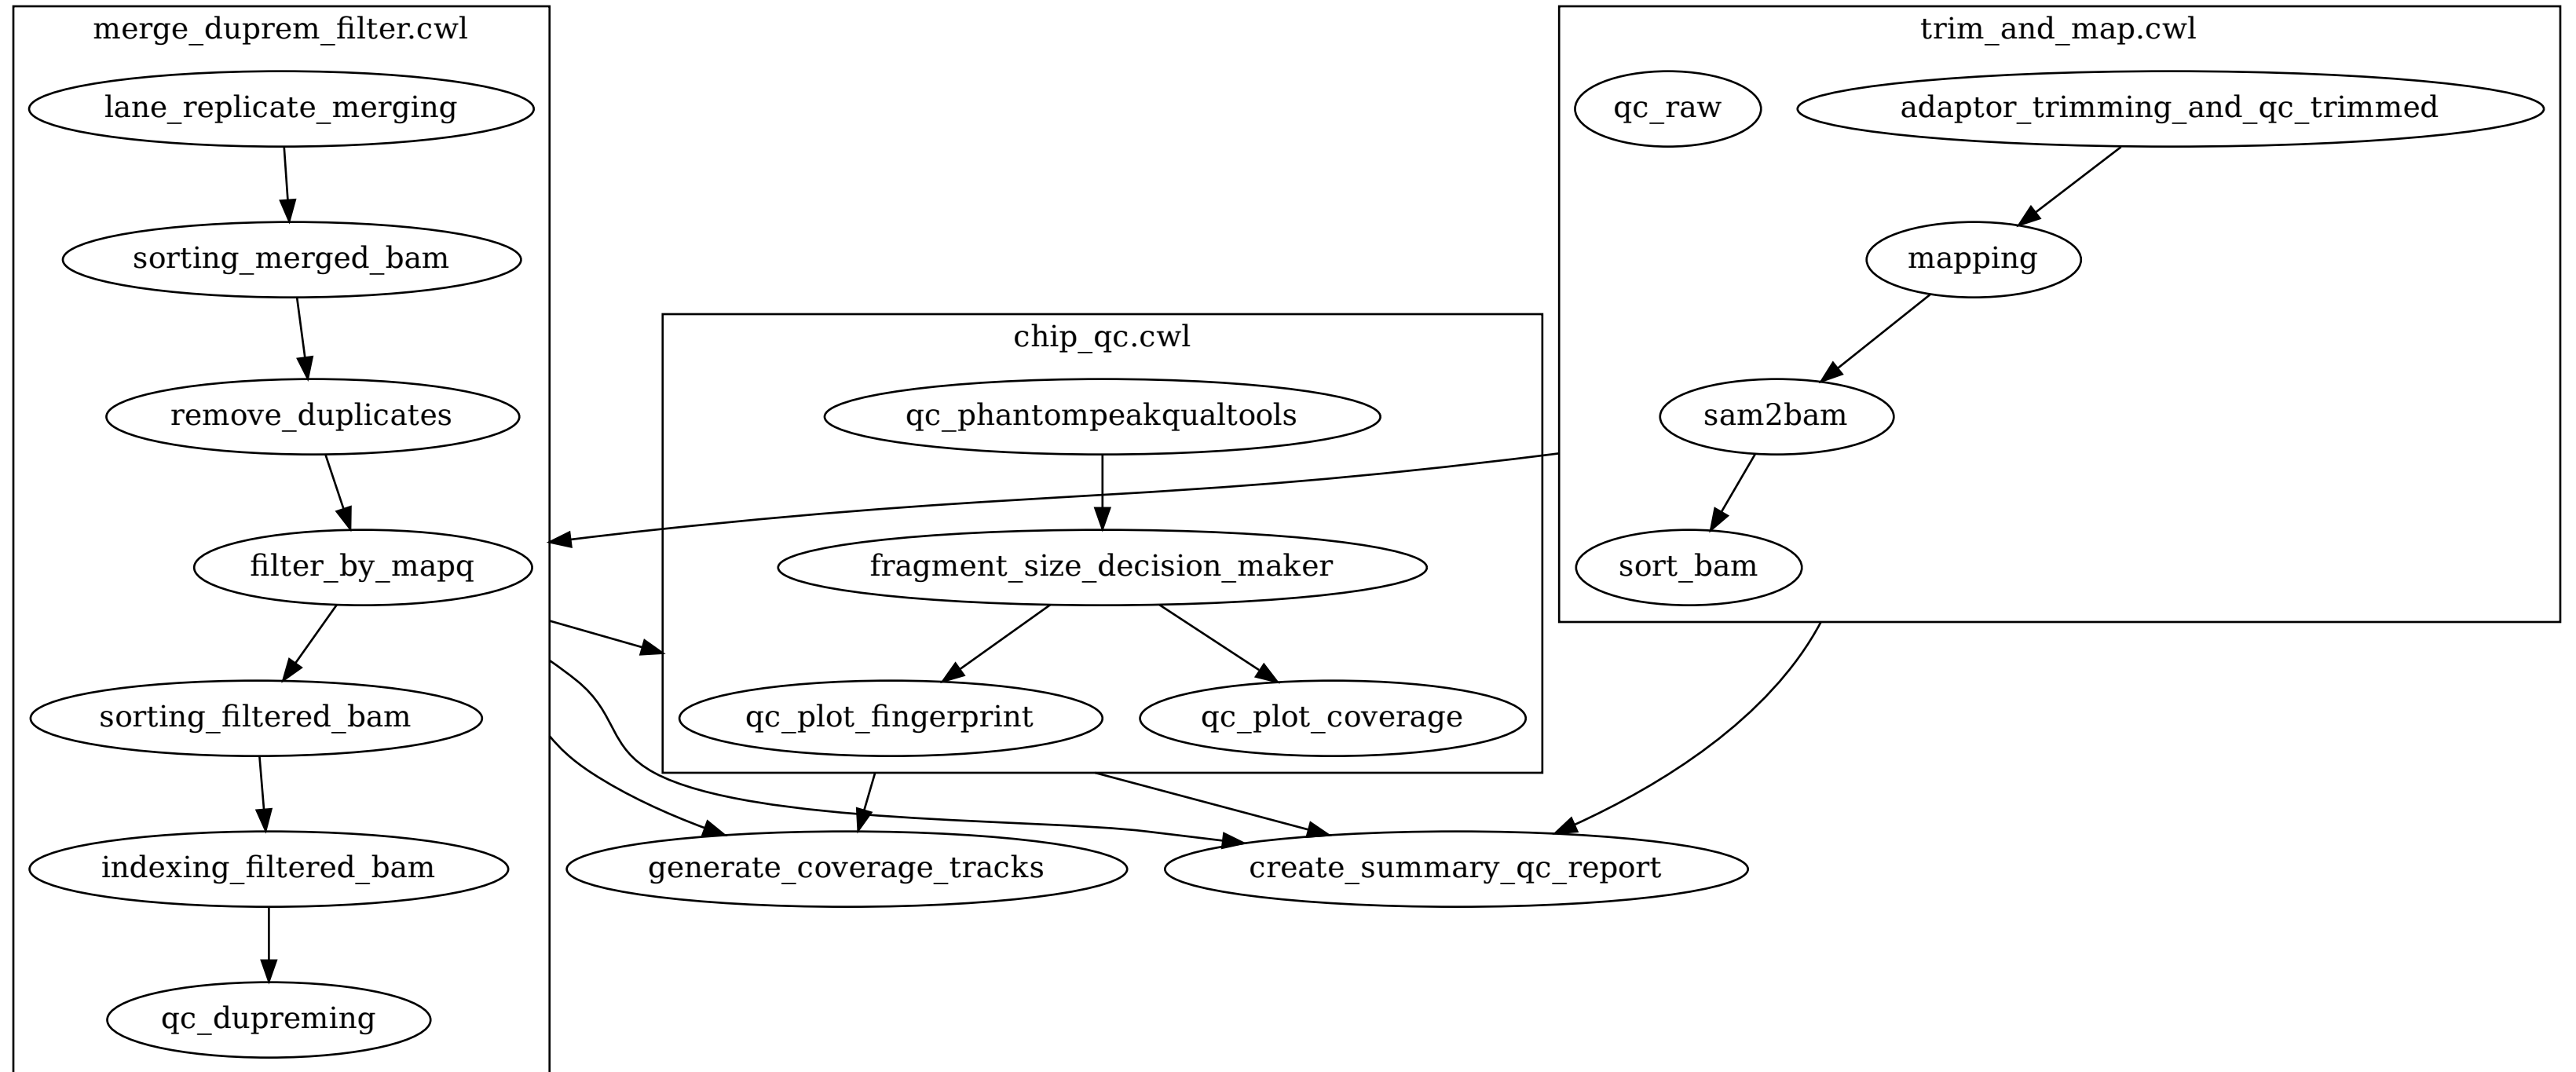 merge_duprem_filter.cwl
lane_replicate_merging
sorting_merged_bam
remove_duplicates
filter_by_mapq
sorting_filtered_bam
indexing_filtered_bam
qc_dupreming
chip_qc.cwl
qc_phantompeakqualtools
fragment_size_decision_maker
qc_plot_fingerprint
qc_plot_coverage
generate_coverage_tracks
create_summary_qc_report
trim_and_map.cwl
qc_raw
adaptor_trimming_and_qc_trimmed
mapping
sam2bam
sort_bam